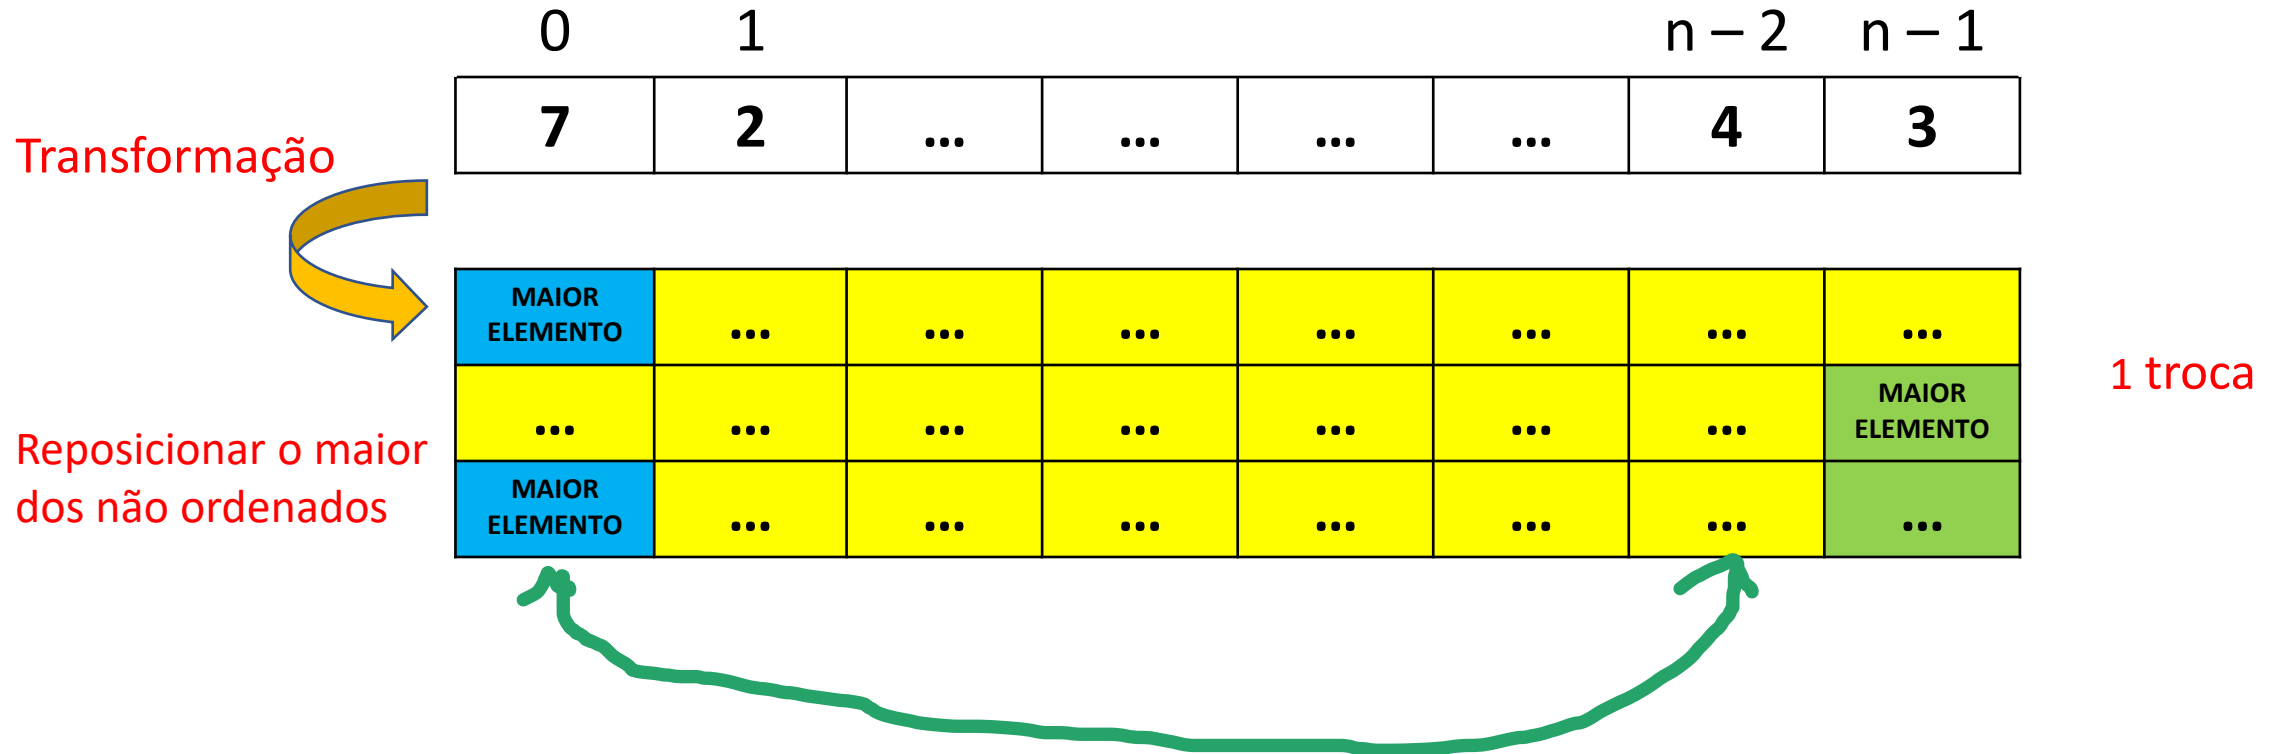 0 1 n – 2 n – 1
7 2 ... ... ... ... 4 3
Transformação
MAIOR
ELEMENTO ... ... ... ... ... ... ...
1 troca
... ... ... ... ... ... ... MAIOR
ELEMENTO
Reposicionar o maior
dos não ordenados
MAIOR
ELEMENTO ... ... ... ... ... ... ...